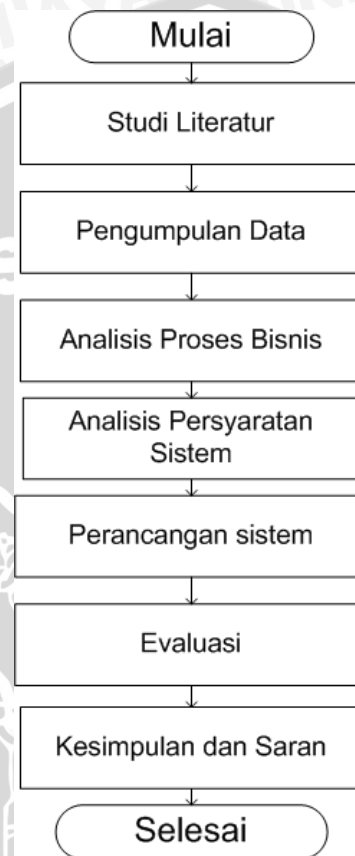 Mulai
Studi Literatur
Pengumpulan Data
Analisis Proses Bisnis
Analisis Persyaratan
Sistem
Perancangan sistem
Evaluasi
Kesimpulan dan Saran
Selesai